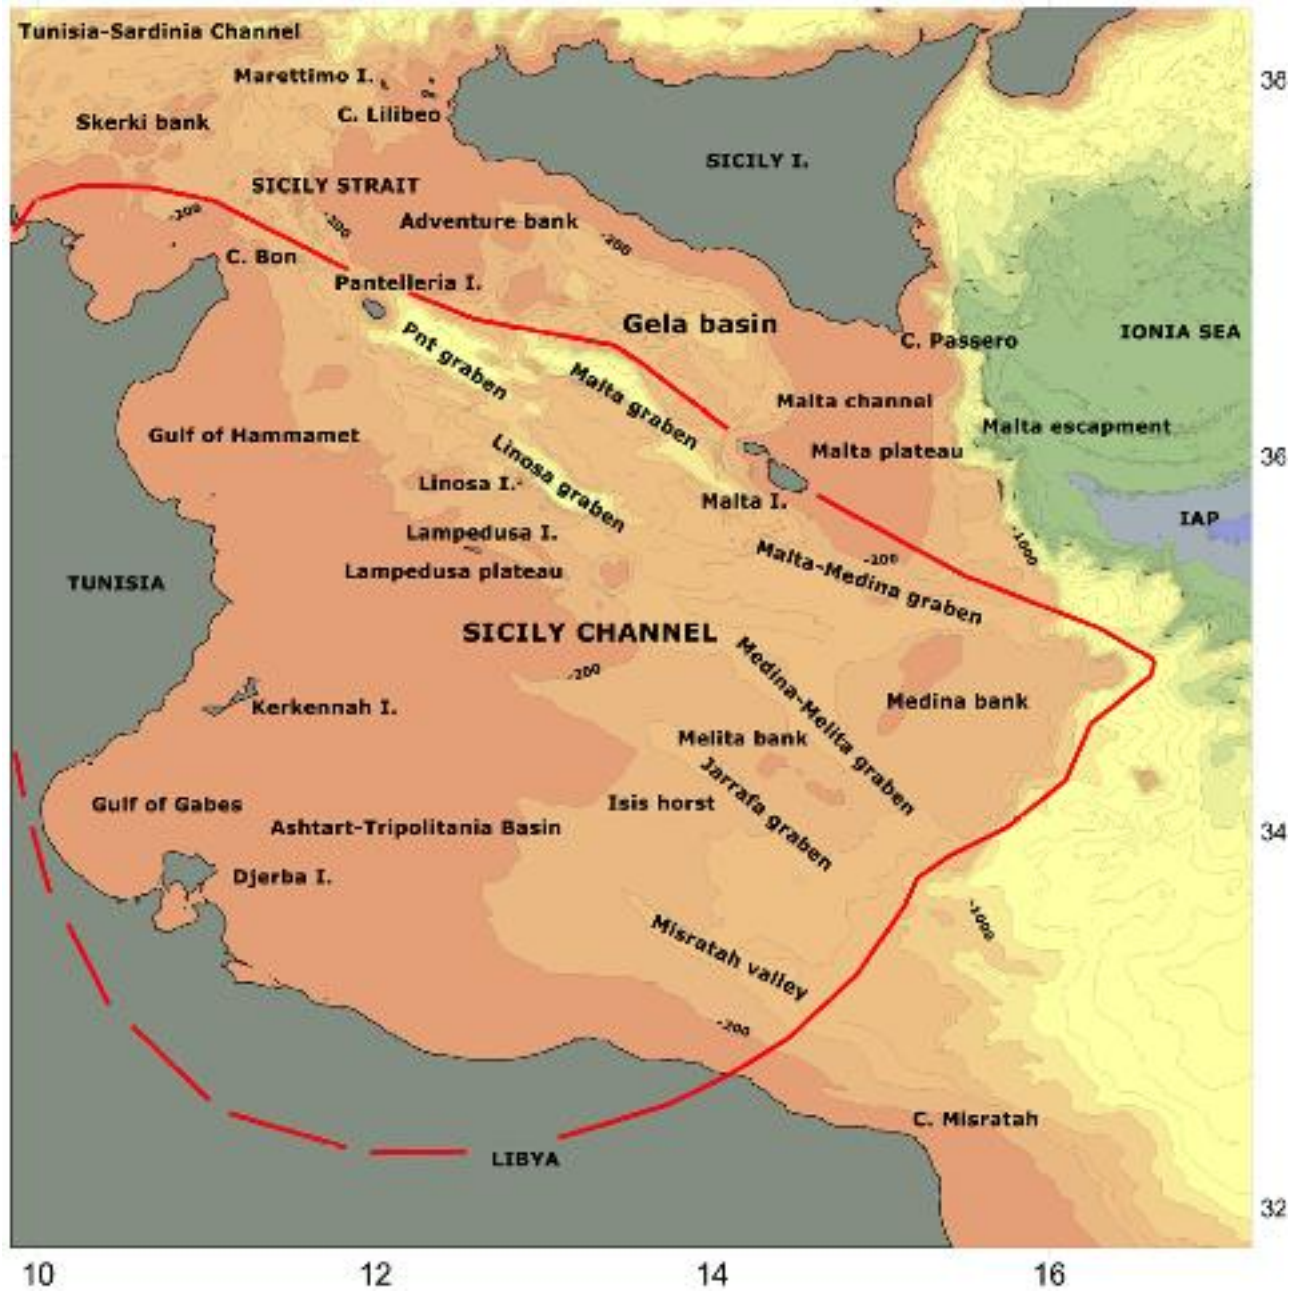 Tunisia-Sardinia Channel
Marettimo I.
38
C. Lilibeo
Skerki bank
SICILY I.
SICILY STRAIT
-200
-200
Adventure bank
-200
C. Bon
Pantelleria I.
Gela basin
IONIA SEA
C. Passero
Pnt graben
Malta graben
Malta channel
Malta escapment
Gulf of Hammamet
Malta plateau
36
Linosa graben
Linosa I.
Malta I.
IAP
Lampedusa I.
-1000
-200
Malta-Medina graben
Lampedusa plateau
TUNISIA
SICILY CHANNEL
-200
Medina-Melita graben
Medina bank
Kerkennah I.
Melita bank
Jarrafa graben
Gulf of Gabes
Isis horst
Ashtart-Tripolitania Basin
34
Djerba I.
-1000
Misratah valley
-200
C. Misratah
LIBYA
32
10
12
14
16